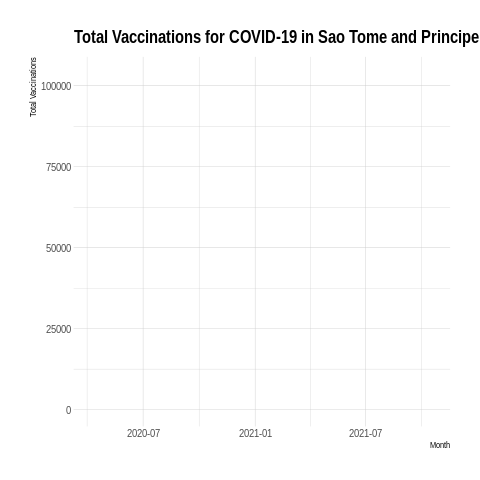 Total Vaccinations for COVID-19 in Sao Tome and Principe
Total Vaccinations
100000
75000
50000
25000
0
2020-07
2021-01
2021-07
Month